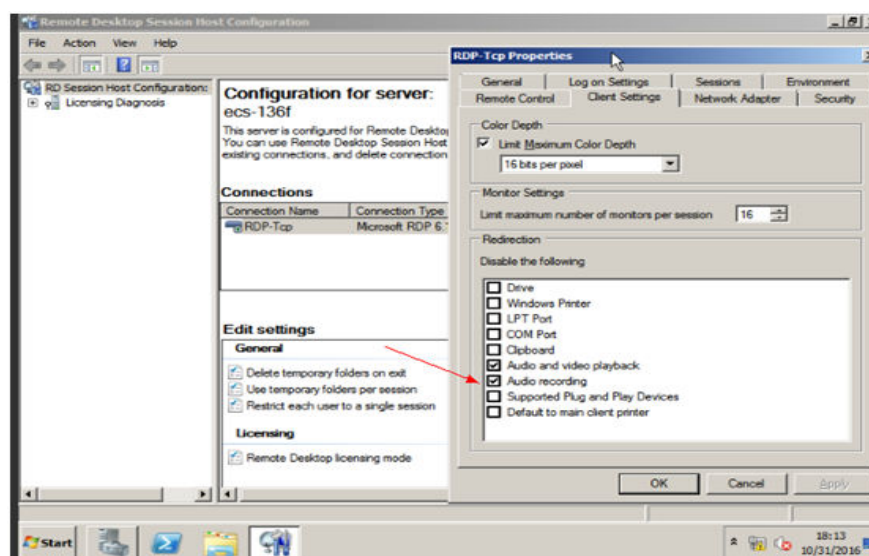 Remote Desktop Session Host Configuration
File Action View Help
RD Session Host Configuration:
Licensing Diagnosis
Configuration for server:
ecs-136f
This server is configured for Remote Desktop
You can use Remote Desktop Session Host
existing connections, and delete connection
Connections
Connection Name Connection Type
RDP-Tcp Microsoft RDP 6.
Edit settings
General
Delete temporary folders on exit
Use temporary folders per session
Restrict each user to a single session
Licensing
Remote Desktop licensing mode
RDP-Tcp Properties
General Log on Settings Sessions Environment
Remote Control Client Settings Network Adapter Security
Color Depth
Limit Maximum Color Depth
16 bits per pixel
Monitor Settings
Limit maximum number of monitors per session 16
Redirection
Disable the following
Drive
Windows Printer
LPT Port
COM Port
Clipboard
Audio and video playback
Audio recording
Supported Plug and Play Devices
Default to main client printer
OK Cancel Apply
Start
18:13
10/31/2016